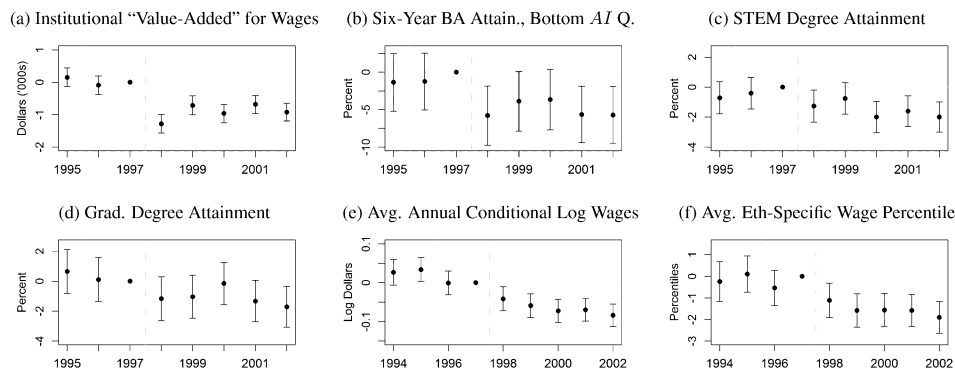 (a) Institutional “Value-Added” for Wages
(b) Six-Year BA Attain., Bottom AI Q.
(c) STEM Degree Attainment
Dollars ('000s)
1
0
-1
-2
1995 1997 1999 2001
Percent
0
-5
-10
1995 1997 1999 2001
Percent
2
0
-2
-4
1995 1997 1999 2001
(d) Grad. Degree Attainment
(e) Avg. Annual Conditional Log Wages
(f) Avg. Eth-Specific Wage Percentile
Percent
2
0
-2
-4
1995 1997 1999 2001
Log Dollars
0.1
0
-0.1
1994 1996 1998 2000 2002
Percentiles
1
0
-1
-2
-3
1994 1996 1998 2000 2002